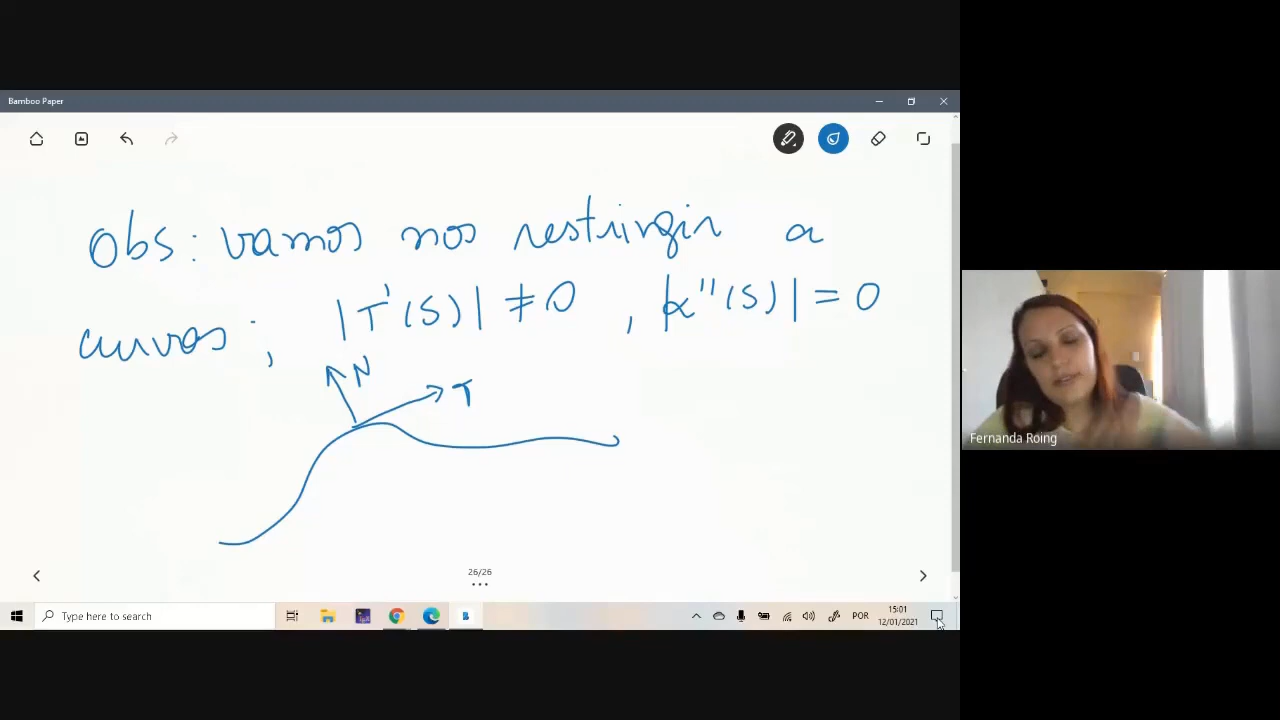 Bamboo Paper
Obs: vamos nos restringir a
curvas ; |T'(s)| ≠ 0 , |α''(s)| = 0
N
T
26/26
Fernanda Roing
Type here to search
POR
15:01
12/01/2021